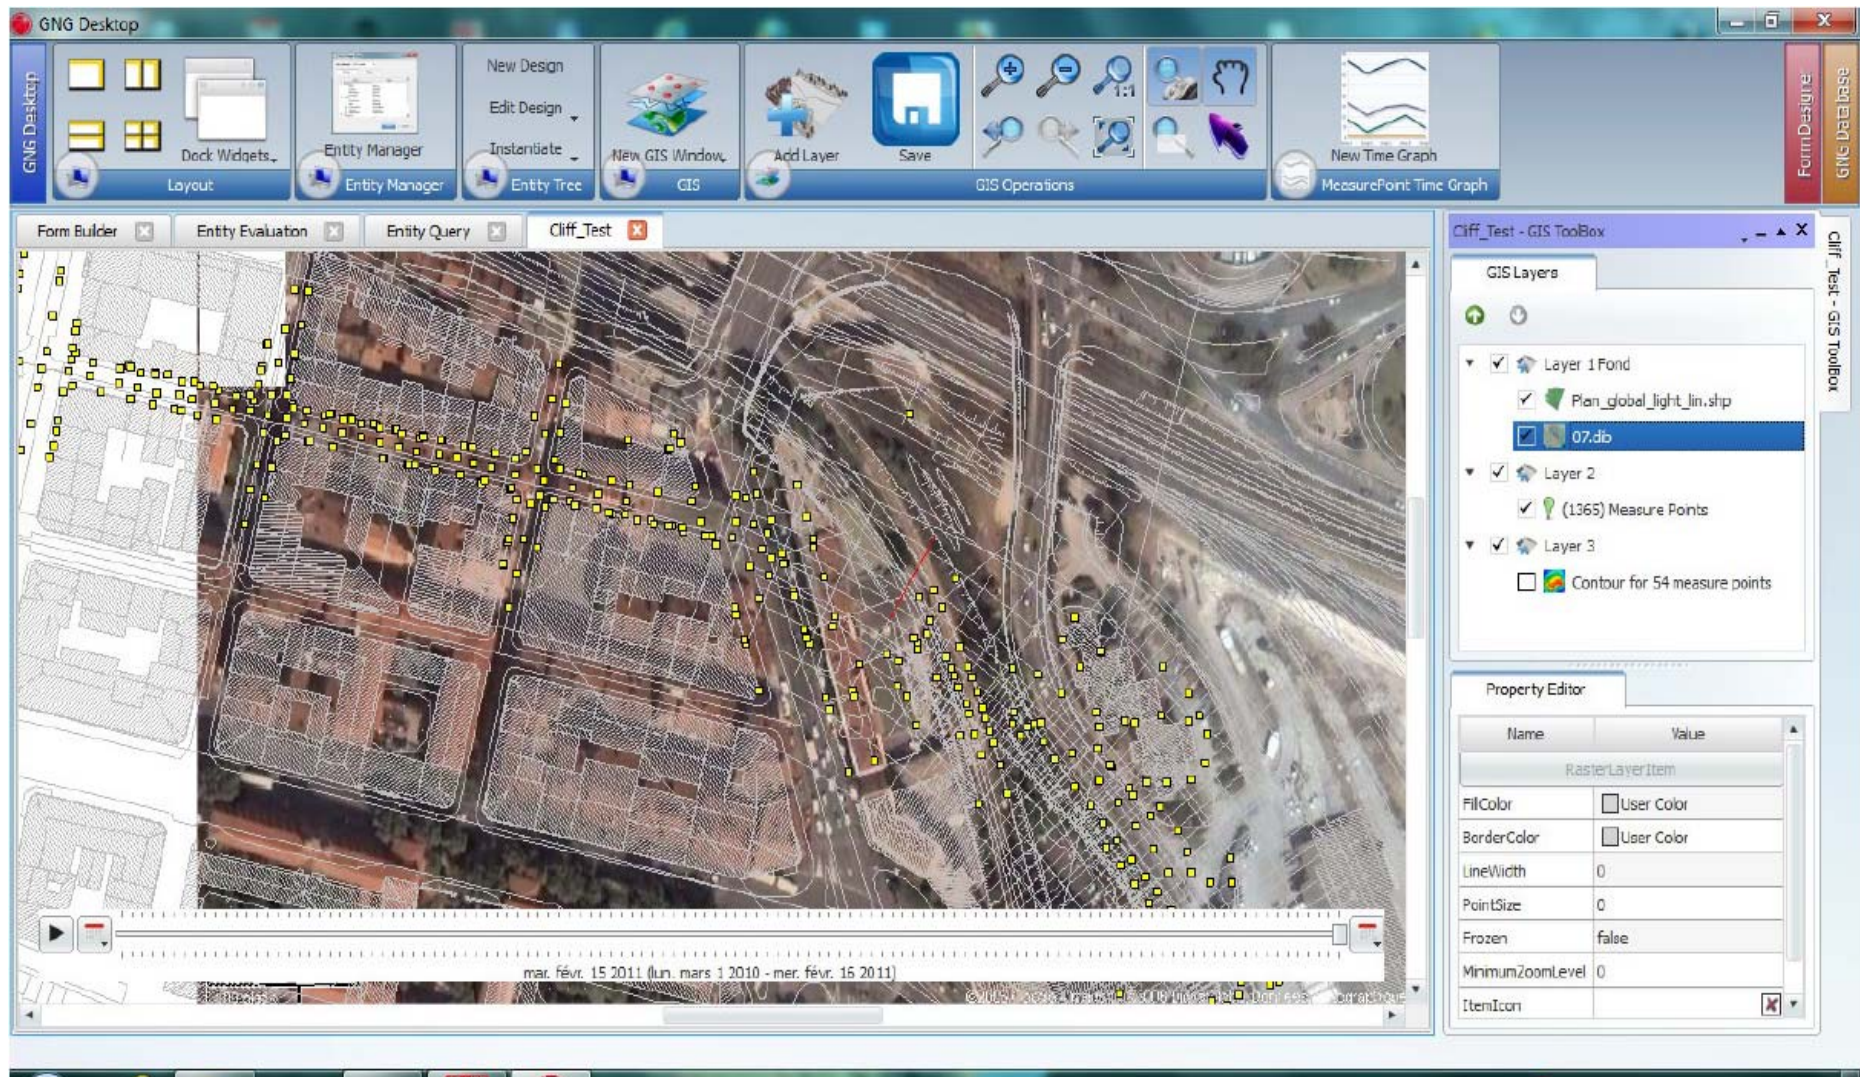 GNG Desktop
GNG Desktop
Dock Widgets
Layout
Entity Manager
Entity Manager
New Design
Edit Design
Instantiate
Entity Tree
New GIS Window
GIS
Add Layer
Save
1:1
GIS Operations
New Time Graph
MeasurePoint Time Graph
FormDesigner
GNG Database
Form Builder
Entity Evaluation
Entity Query
Cliff_Test
Cliff_Test - GIS ToolBox
Cliff_Test - GIS ToolBox
GIS Layers
Layer 1 Fond
Plan_global_light_lin.shp
07.dib
Layer 2
(1365) Measure Points
Layer 3
Contour for 54 measure points
Property Editor
Name Value
RasterLayerItem
FillColor User Color
BorderColor User Color
LineWidth 0
PointSize 0
Frozen false
MinimumZoomLevel 0
ItemIcon
mar. févr. 15 2011 (lun. mars 1 2010 - mer. févr. 16 2011)